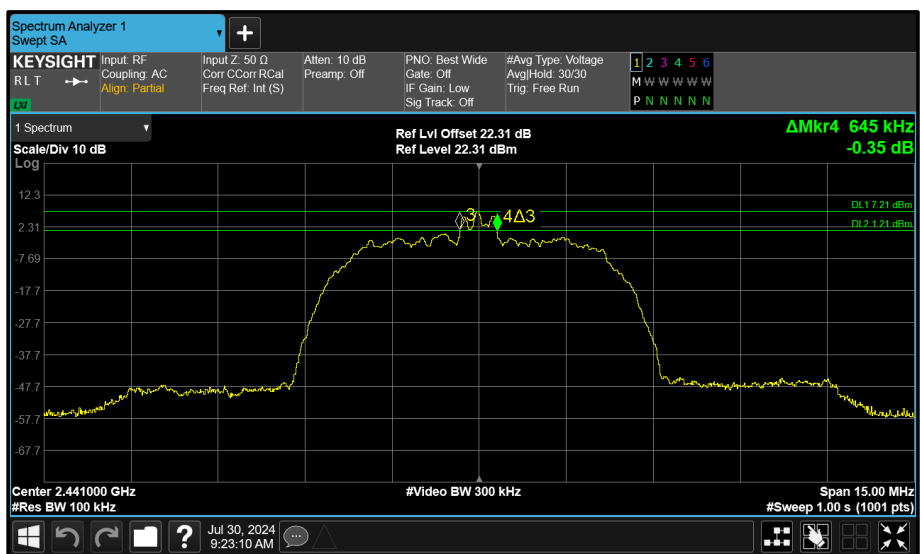 Spectrum Analyzer 1
Swept SA
+
KEYSIGHT
RLT
LXI
Input: RF
Coupling: AC
Align: Partial
Input Z: 50 Ω
Corr CCorr RCal
Freq Ref: Int (S)
Atten: 10 dB
Preamp: Off
PNO: Best Wide
Gate: Off
IF Gain: Low
Sig Track: Off
#Avg Type: Voltage
Avg|Hold: 30/30
Trig: Free Run
1 2 3 4 5 6
M W W W W W
P N N N N N
1 Spectrum
Scale/Div 10 dB
Ref Lvl Offset 22.31 dB
Ref Level 22.31 dBm
ΔMkr4 645 kHz
-0.35 dB
Log
12.3
2.31
-7.69
-17.7
-27.7
-37.7
-47.7
-57.7
-67.7
3
4Δ3
DL1 7.21 dBm
DL2 1.21 dBm
Center 2.441000 GHz
#Res BW 100 kHz
#Video BW 300 kHz
Span 15.00 MHz
#Sweep 1.00 s (1001 pts)
?
Jul 30, 2024
9:23:10 AM